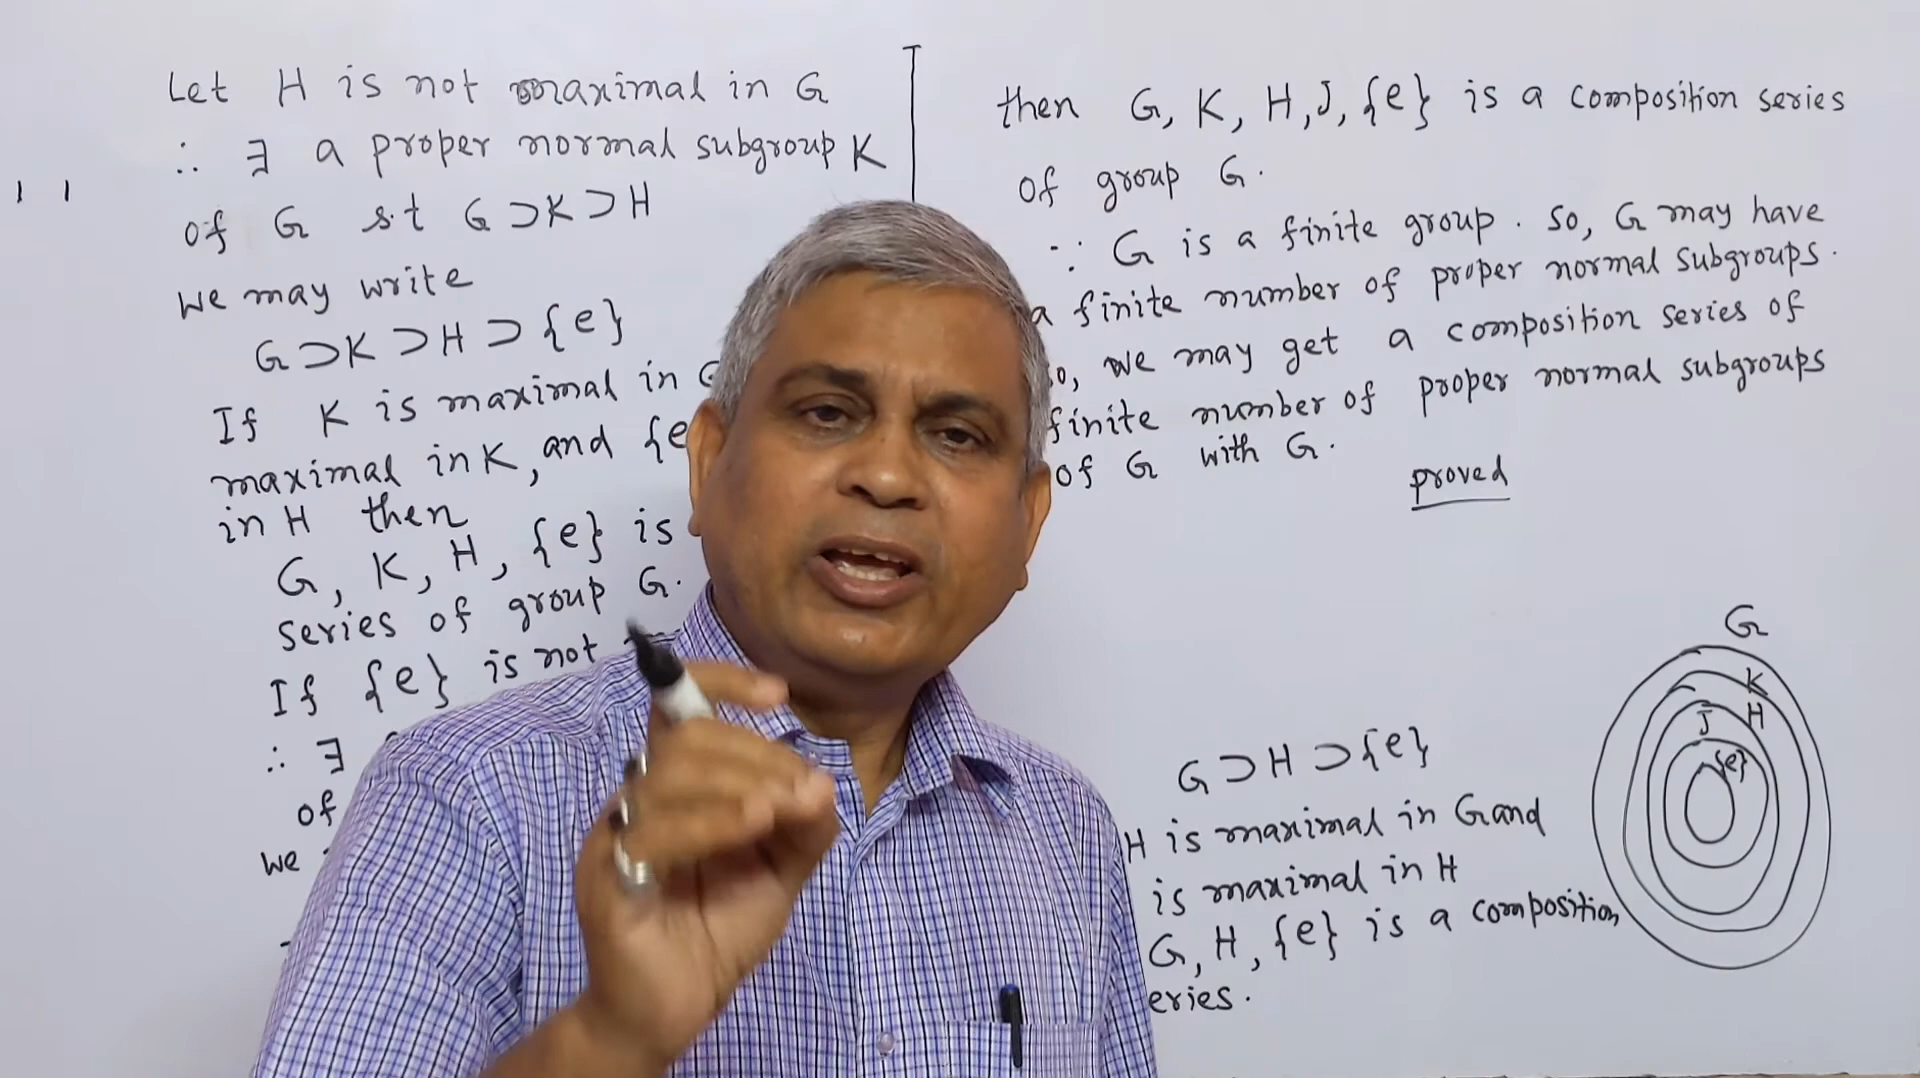 Let H is not maximal in G
∴ ∃ a proper normal subgroup K
of G s.t G ⊃ K ⊃ H
we may write
G ⊃ K ⊃ H ⊃ {e}
If K is maximal in
maximal in K, and {e
in H then
G, K, H, {e} is
series of group G.
If {e} is not
∴ ∃
of
we
then G, K, H, J, {e} is a composition series
of group G.
∵ G is a finite group. So, G may have
a finite number of proper normal subgroups.
so, we may get a composition series of
finite number of proper normal subgroups
of G with G.
proved
G ⊃ H ⊃ {e}
H is maximal in G and
is maximal in H
G, H, {e} is a composition
eries.
G
K
J H
{e}